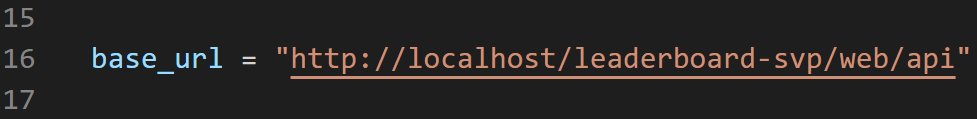 15
16 base_url = "http://localhost/leaderboard-svp/web/api"
17